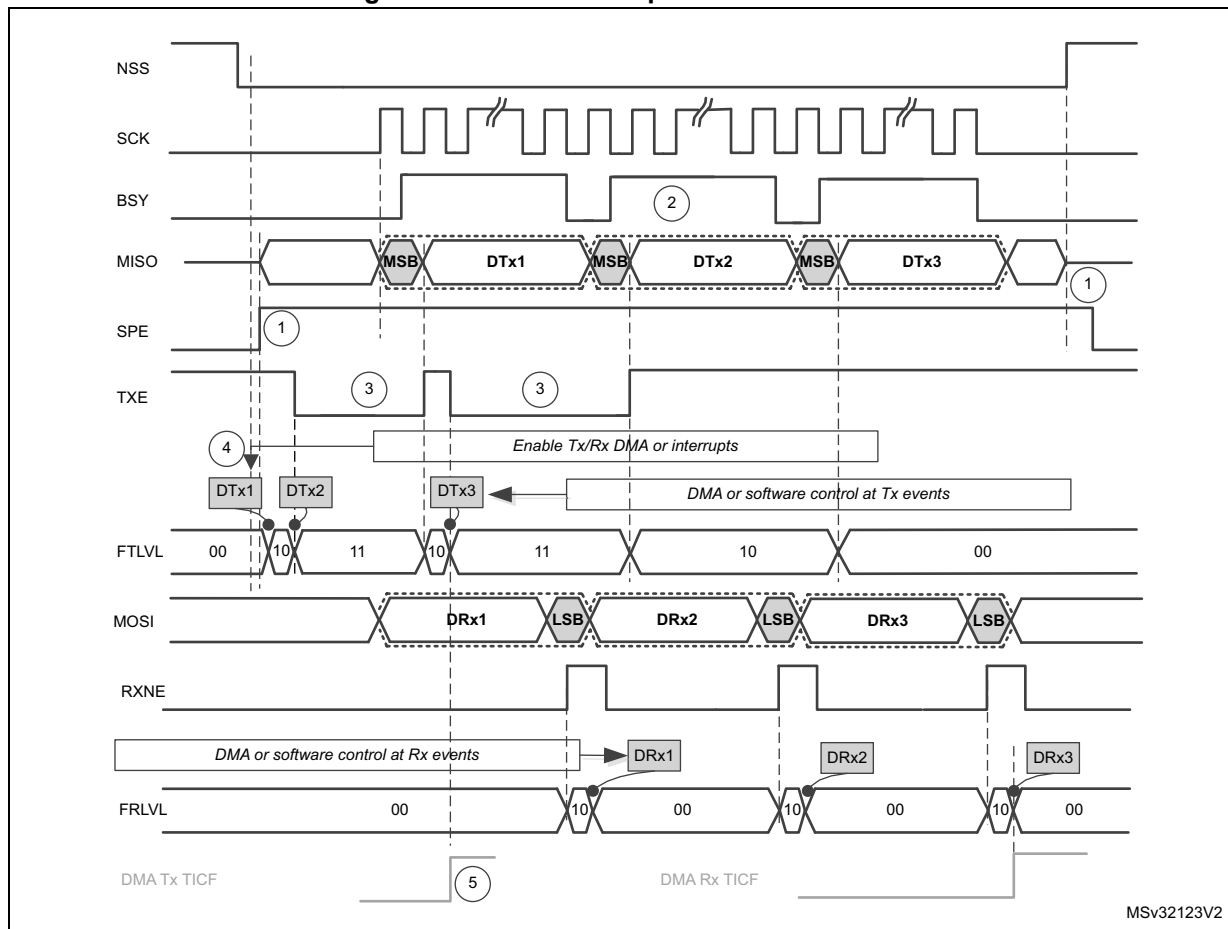 NSS
SCK
BSY
2
MISO
MSB DTx1 MSB DTx2 MSB DTx3
1
SPE
1
TXE
3 3
4
Enable Tx/Rx DMA or interrupts
DTx1 DTx2 DTx3
DMA or software control at Tx events
FTLVL 00 10 11 10 11 10 00
MOSI DRx1 LSB DRx2 LSB DRx3 LSB
RXNE
DMA or software control at Rx events DRx1 DRx2 DRx3
FRLVL 00 10 00 10 00 10 00
DMA Tx TICF 5 DMA Rx TICF
MSv32123V2